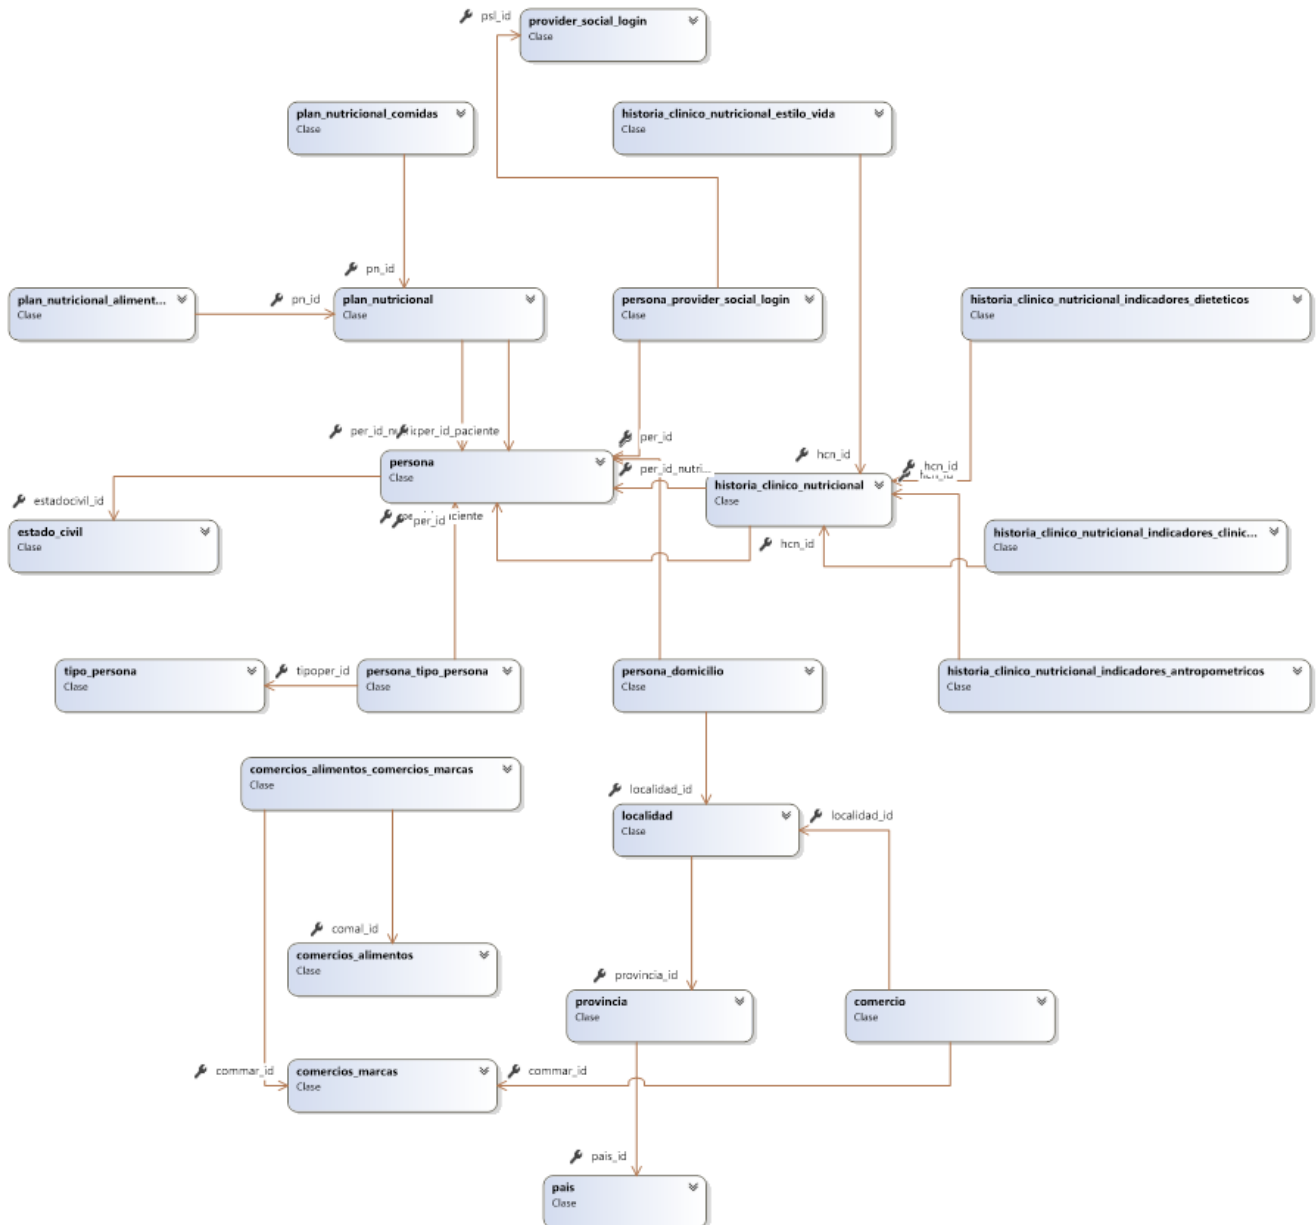 psl_id
provider_social_login
Clase
plan_nutricional_comidas
Clase
historia_clinico_nutricional_estilo_vida
Clase
pn_id
plan_nutricional_aliment...
Clase
pn_id
plan_nutricional
Clase
persona_provider_social_login
Clase
historia_clinico_nutricional_indicadores_dieteticos
Clase
per_id_nutric
per_id_paciente
per_id
persona
Clase
per_id_nutri...
hcn_id
hcn_id
hcn_id
historia_clinico_nutricional
Clase
estadocivil_id
estado_civil
Clase
per_id
ciente
hcn_id
historia_clinico_nutricional_indicadores_clinic...
Clase
tipo_persona
Clase
tipoper_id
persona_tipo_persona
Clase
persona_domicilio
Clase
historia_clinico_nutricional_indicadores_antropometricos
Clase
comercios_alimentos_comercios_marcas
Clase
localidad_id
localidad
Clase
localidad_id
comal_id
comercios_alimentos
Clase
provincia_id
provincia
Clase
comercio
Clase
commar_id
comercios_marcas
Clase
commar_id
pais_id
pais
Clase